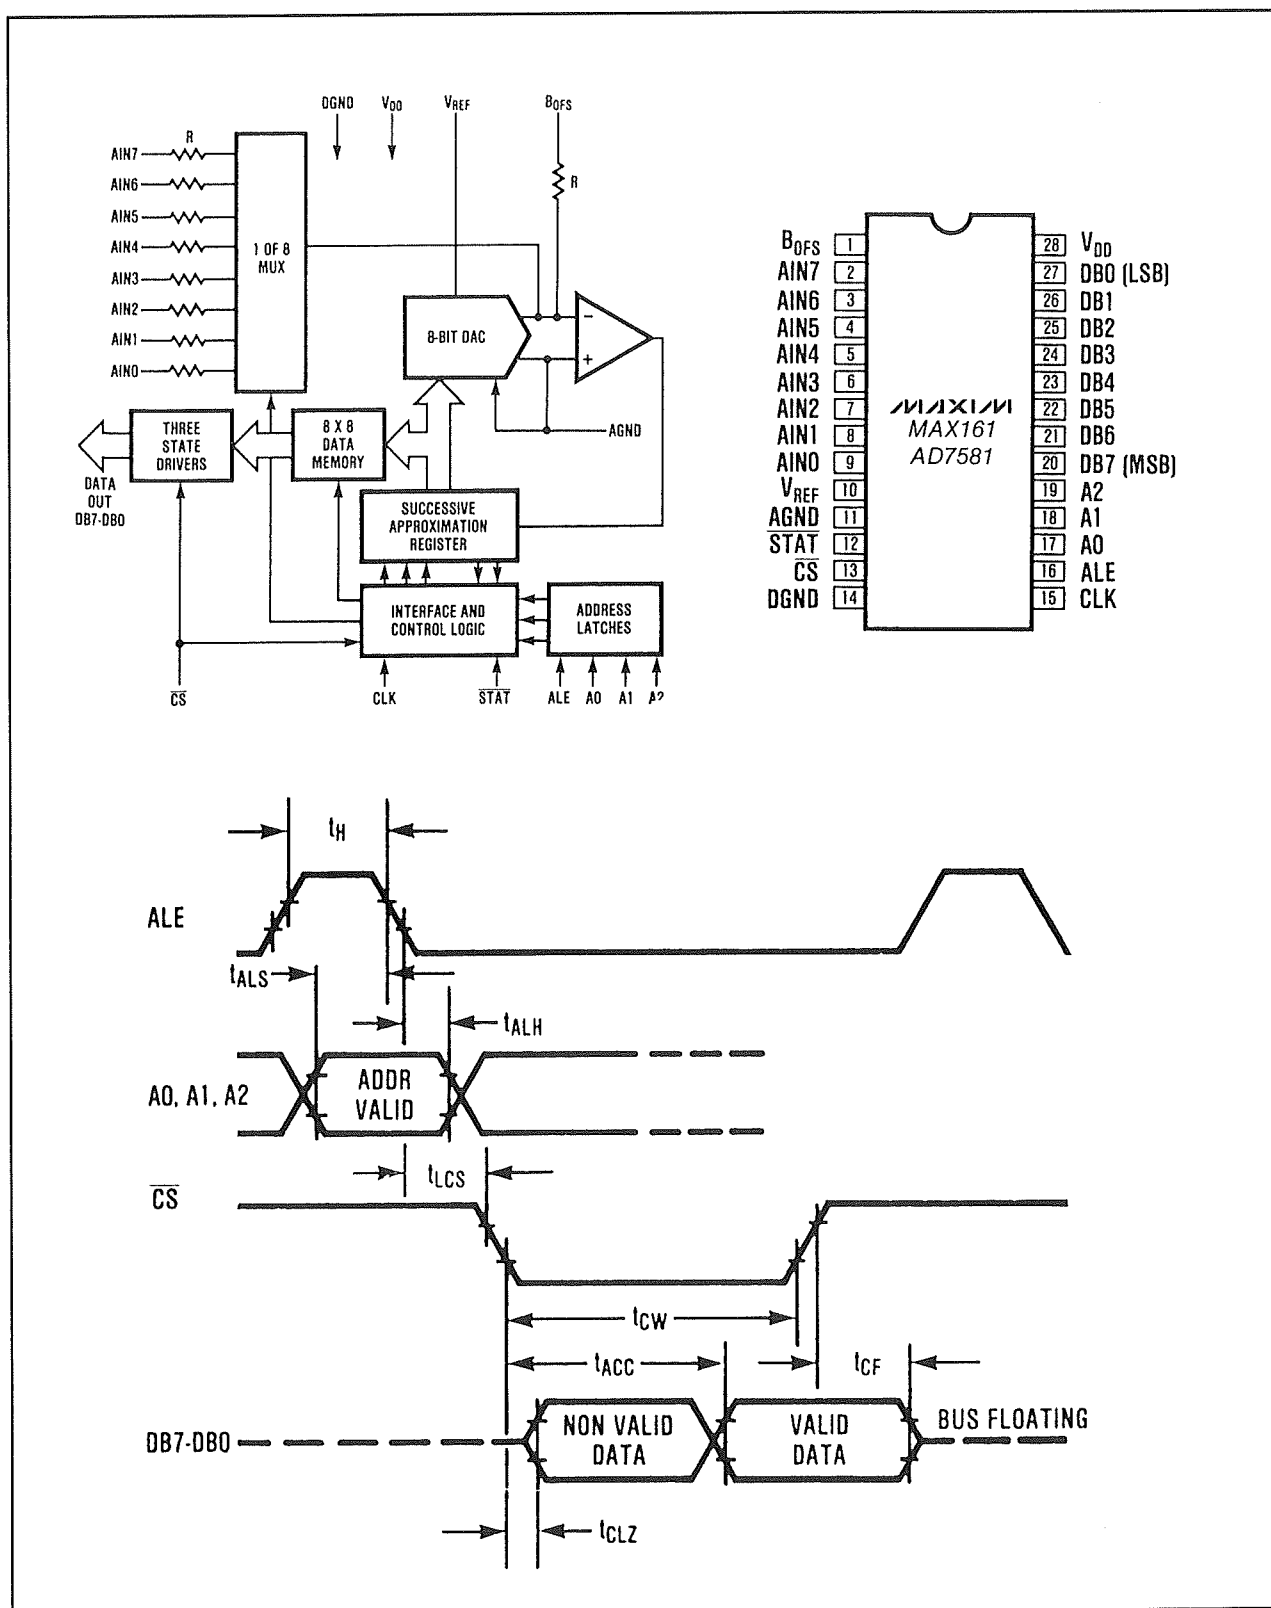 DGND V_DD V_REF B_OFS
AIN7 R
AIN6
AIN5
AIN4
AIN3
AIN2
AIN1
AIN0
R
1 OF 8
MUX
8-BIT DAC
−
+
AGND
THREE
STATE
DRIVERS
8 X 8
DATA
MEMORY
DATA
OUT
DB7-DB0
SUCCESSIVE
APPROXIMATION
REGISTER
INTERFACE AND
CONTROL LOGIC
ADDRESS
LATCHES
C̅S̅ CLK S̅T̅A̅T̅ ALE A0 A1 A2
B_OFS 1 28 V_DD
AIN7 2 27 DB0 (LSB)
AIN6 3 26 DB1
AIN5 4 25 DB2
AIN4 5 24 DB3
AIN3 6 23 DB4
AIN2 7 22 DB5
AIN1 8 21 DB6
AIN0 9 20 DB7 (MSB)
V_REF 10 19 A2
AGND 11 18 A1
S̅T̅A̅T̅ 12 17 A0
C̅S̅ 13 16 ALE
DGND 14 15 CLK
MAXIM
MAX161
AD7581
t_H
ALE
t_ALS
t_ALH
A0, A1, A2
ADDR
VALID
t_LCS
C̅S̅
t_CW
t_ACC
t_CF
DB7-DB0
NON VALID
DATA
VALID
DATA
BUS FLOATING
t_CLZ